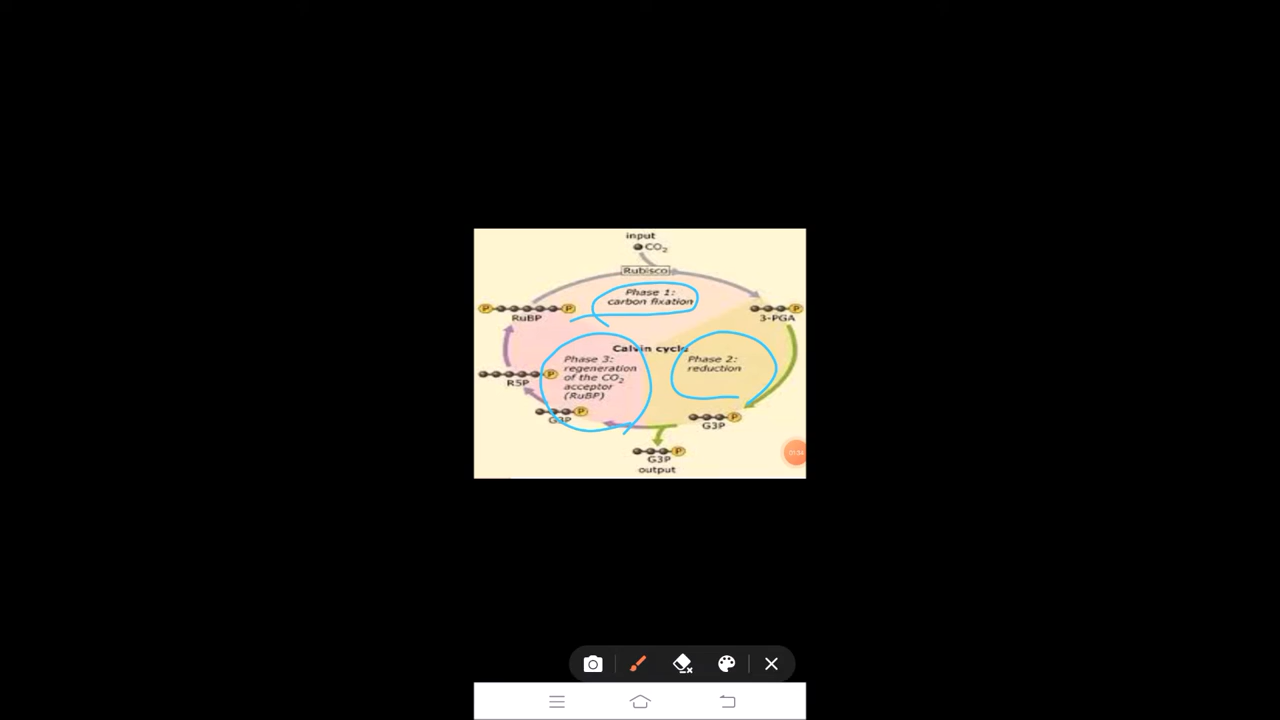 input
CO₂
Rubisco
Phase 1:
carbon fixation
P P
RuBP
P
3-PGA
Calvin cycle
Phase 3:
regeneration
of the CO₂
acceptor
(RuBP)
Phase 2:
reduction
P
R5P
P
G3P
P
G3P
P
G3P
output